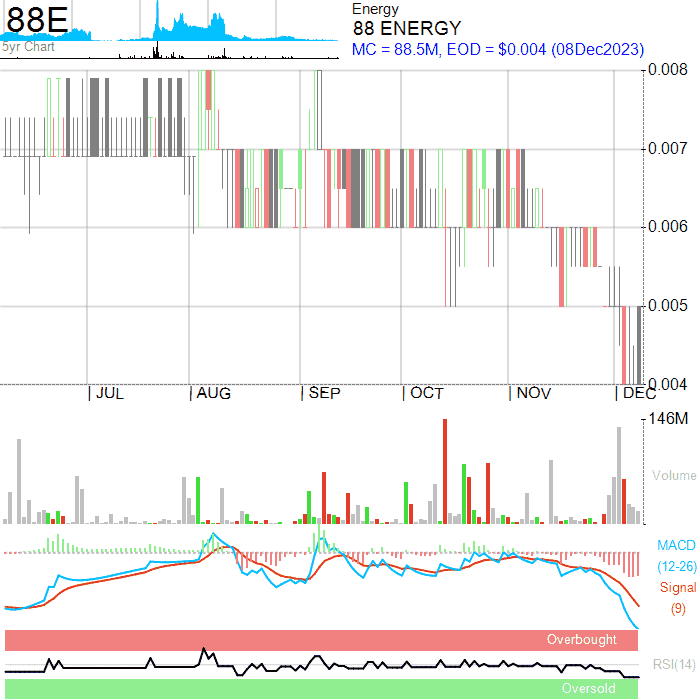 88E
5yr Chart
Energy
88 ENERGY
MC = 88.5M, EOD = $0.004 (08Dec2023)
0.008
0.007
0.006
0.005
0.004
JUL AUG SEP OCT NOV DEC
146M
Volume
MACD
(12-26)
Signal
(9)
Overbought
RSI(14)
Oversold